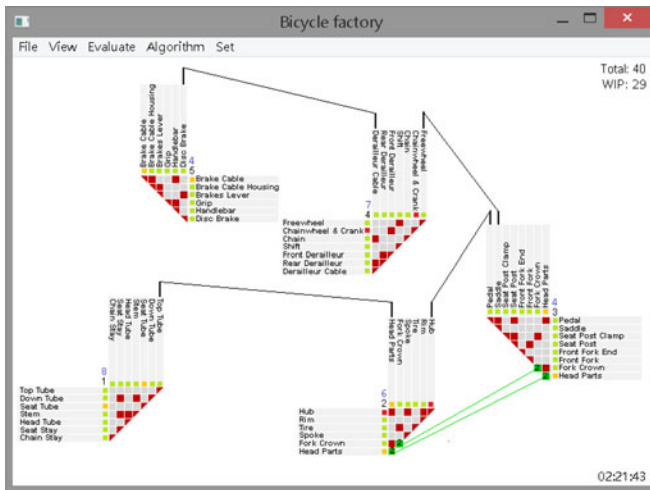 Bicycle factory
File View Evaluate Algorithm Set
Total: 40
WIP: 29
Brake Cable
Brake Cable Housing
Brakes Lever
Grip
Handlebar
Disc Brake
4
5
Brake Cable
Brake Cable Housing
Brakes Lever
Grip
Handlebar
Disc Brake
Derailleur Cable
Rear Derailleur
Front Derailleur
Shift
Chain
Chainwheel & Crank
Freewheel
7
4
Freewheel
Chainwheel & Crank
Chain
Shift
Front Derailleur
Rear Derailleur
Derailleur Cable
Pedal
Saddle
Seat Post Clamp
Seat Post
Front Fork End
Front Fork
Fork Crown
Head Parts
4
3
Pedal
Saddle
Seat Post Clamp
Seat Post
Front Fork End
Front Fork
Fork Crown
Head Parts
2
2
Chain Stay
Seat Stay
Head Tube
Stem
Seat Tube
Down Tube
Top Tube
8
1
Top Tube
Down Tube
Seat Tube
Stem
Head Tube
Seat Stay
Chain Stay
Head Parts
Fork Crown
Spoke
Tire
Rim
Hub
6
2
Hub
Rim
Tire
Spoke
Fork Crown
Head Parts
2
2
02:21:43